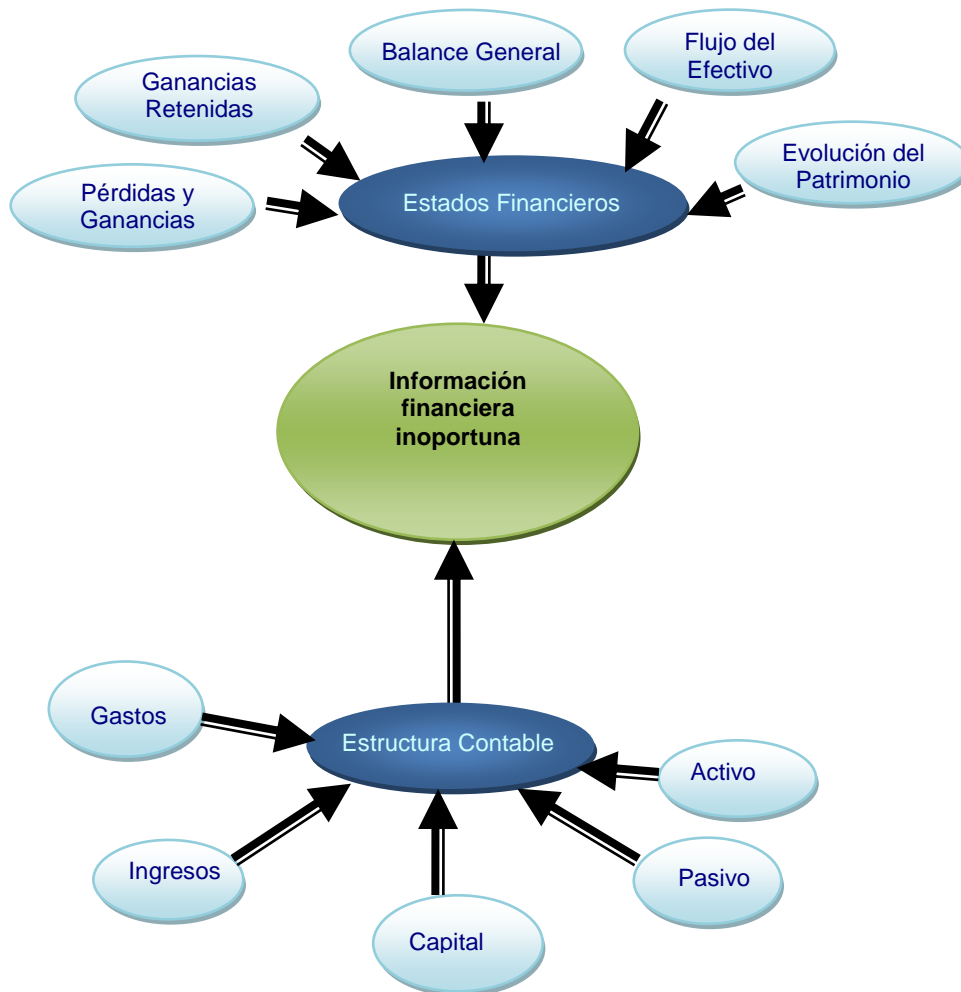 Balance General
Flujo del
Efectivo
Ganancias
Retenidas
Evolución del
Patrimonio
Pérdidas y
Ganancias
Estados Financieros
Información
financiera
inoportuna
Gastos
Estructura Contable
Activo
Ingresos
Pasivo
Capital